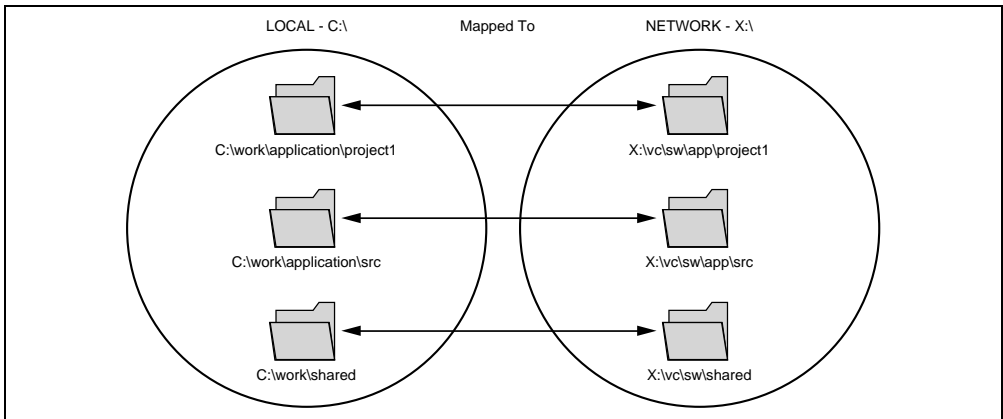 LOCAL - C:\ Mapped To NETWORK - X:\
C:\work\application\project1 X:\vc\sw\app\project1
C:\work\application\src X:\vc\sw\app\src
C:\work\shared X:\vc\sw\shared